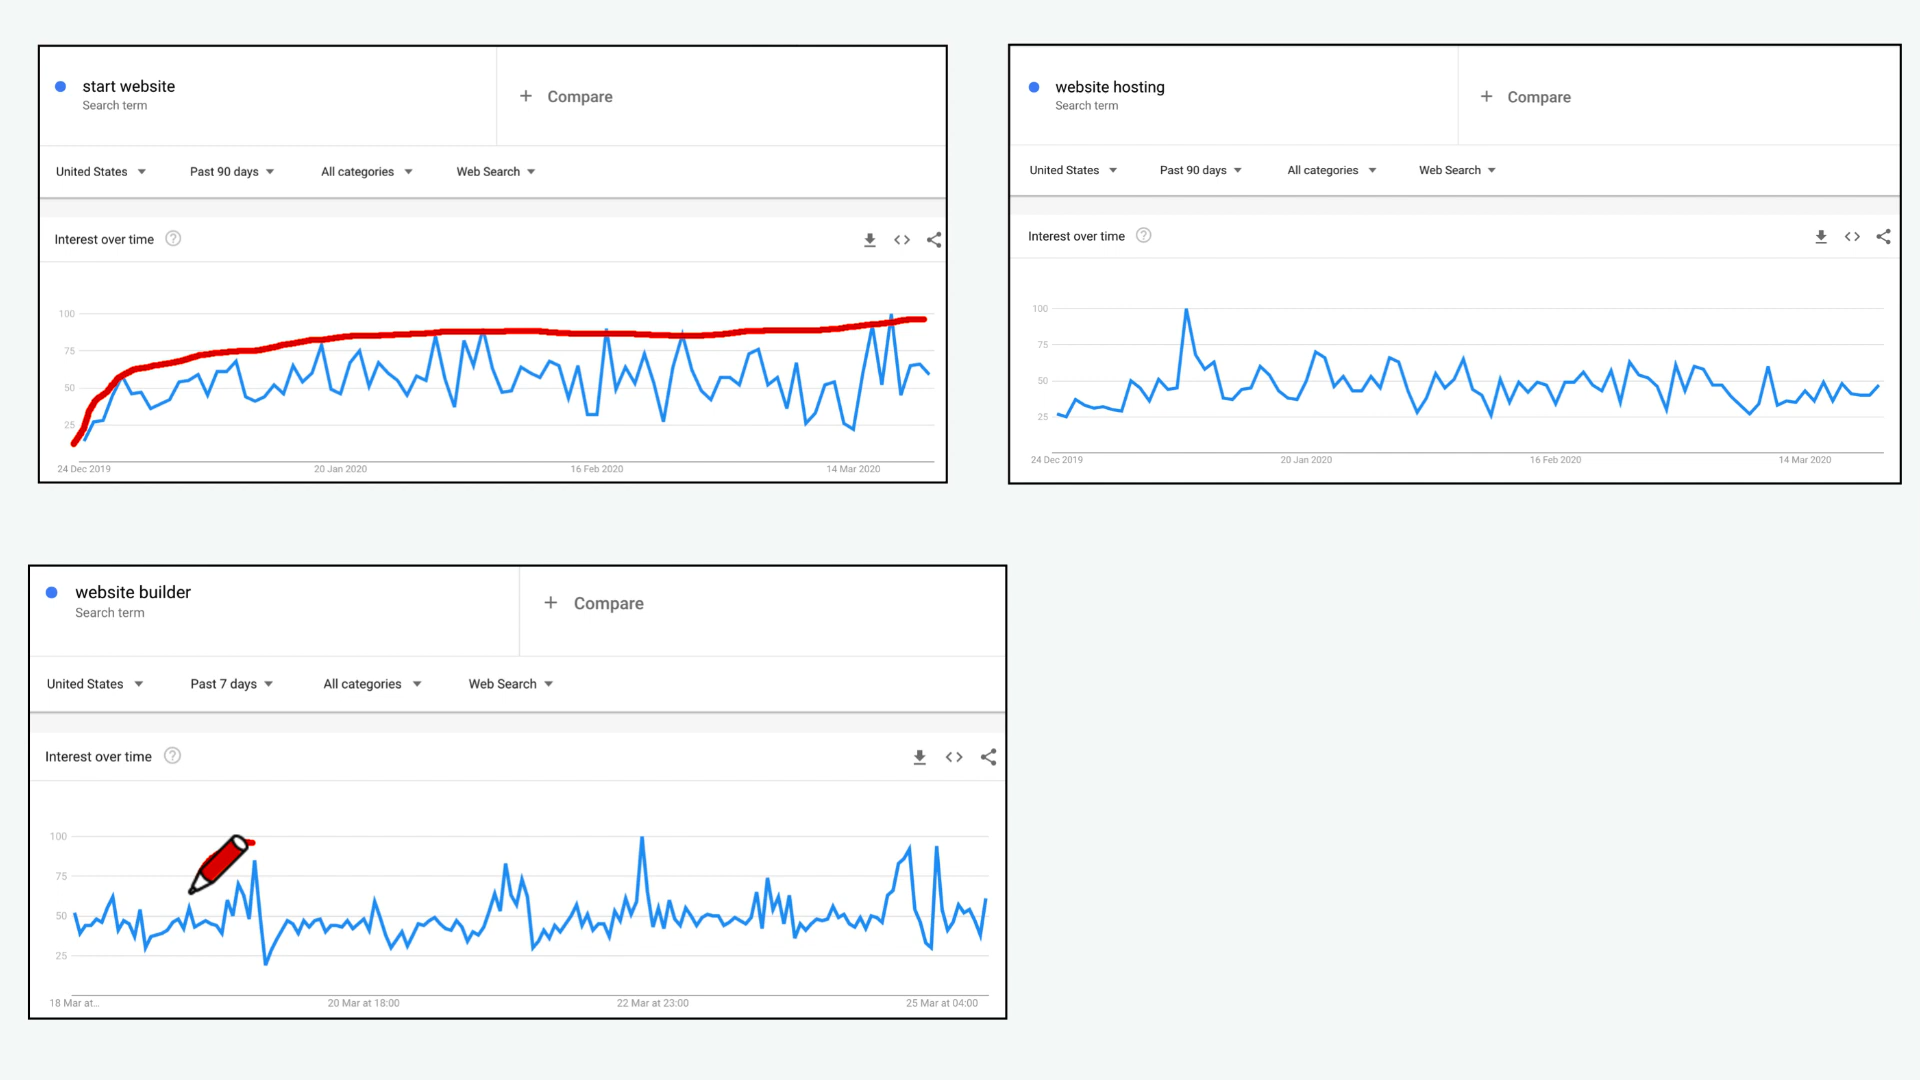 start website
Search term
+ Compare
United States Past 90 days All categories Web Search
Interest over time ?
100
75
50
25
24 Dec 2019 20 Jan 2020 16 Feb 2020 14 Mar 2020
website hosting
Search term
+ Compare
United States Past 90 days All categories Web Search
Interest over time ?
100
75
50
25
24 Dec 2019 20 Jan 2020 16 Feb 2020 14 Mar 2020
website builder
Search term
+ Compare
United States Past 7 days All categories Web Search
Interest over time ?
100
75
50
25
18 Mar at... 20 Mar at 18:00 22 Mar at 23:00 25 Mar at 04:00